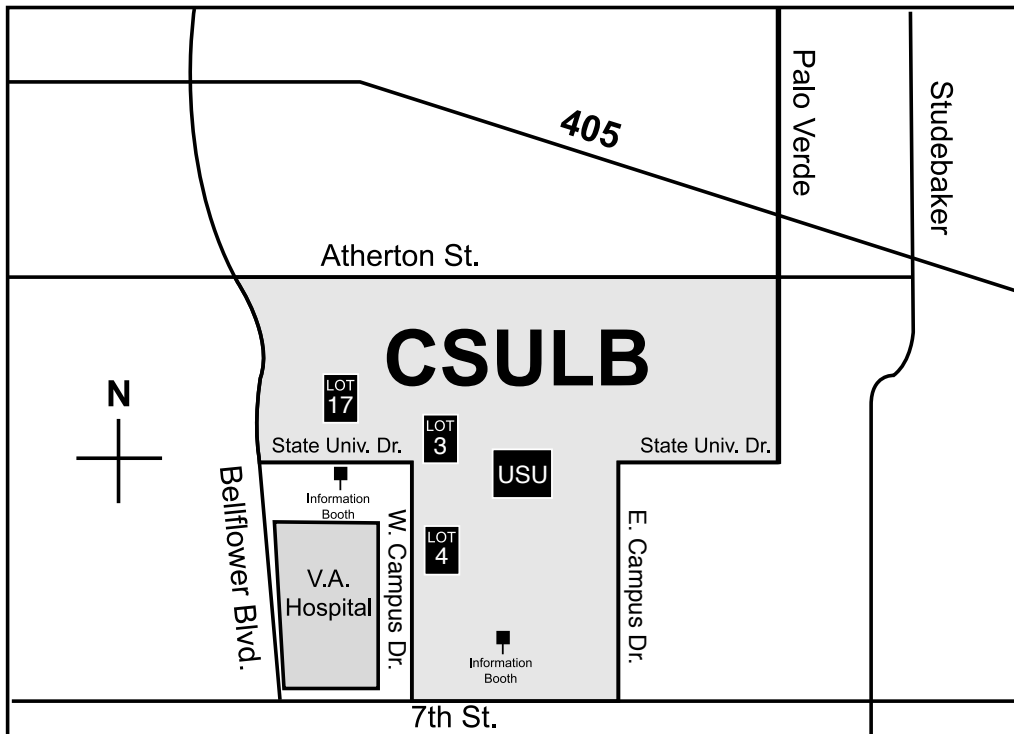 405
Palo Verde
Studebaker
Atherton St.
CSULB
N
LOT
17
LOT
3
State Univ. Dr.
State Univ. Dr.
USU
Information
Booth
Bellflower Blvd.
W. Campus Dr.
E. Campus Dr.
LOT
4
V.A.
Hospital
Information
Booth
7th St.